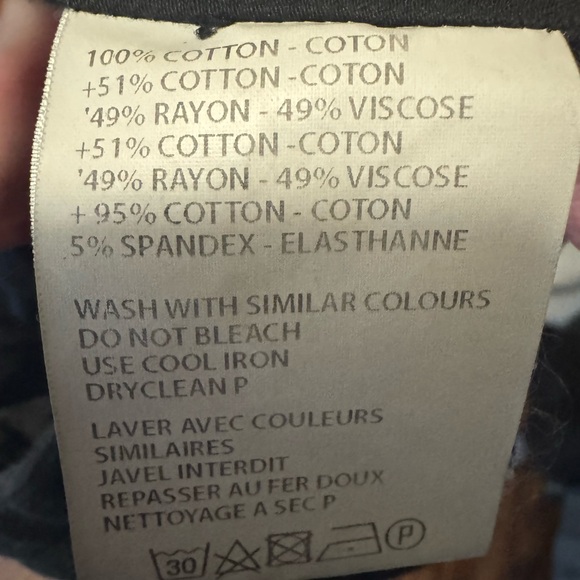 100% COTTON - COTON
+51% COTTON -COTON
'49% RAYON - 49% VISCOSE
+51% COTTON -COTON
'49% RAYON - 49% VISCOSE
+ 95% COTTON - COTON
5% SPANDEX - ELASTHANNE
WASH WITH SIMILAR COLOURS
DO NOT BLEACH
USE COOL IRON
DRYCLEAN P
LAVER AVEC COULEURS
SIMILAIRES
JAVEL INTERDIT
REPASSER AU FER DOUX
NETTOYAGE A SEC P
30 P